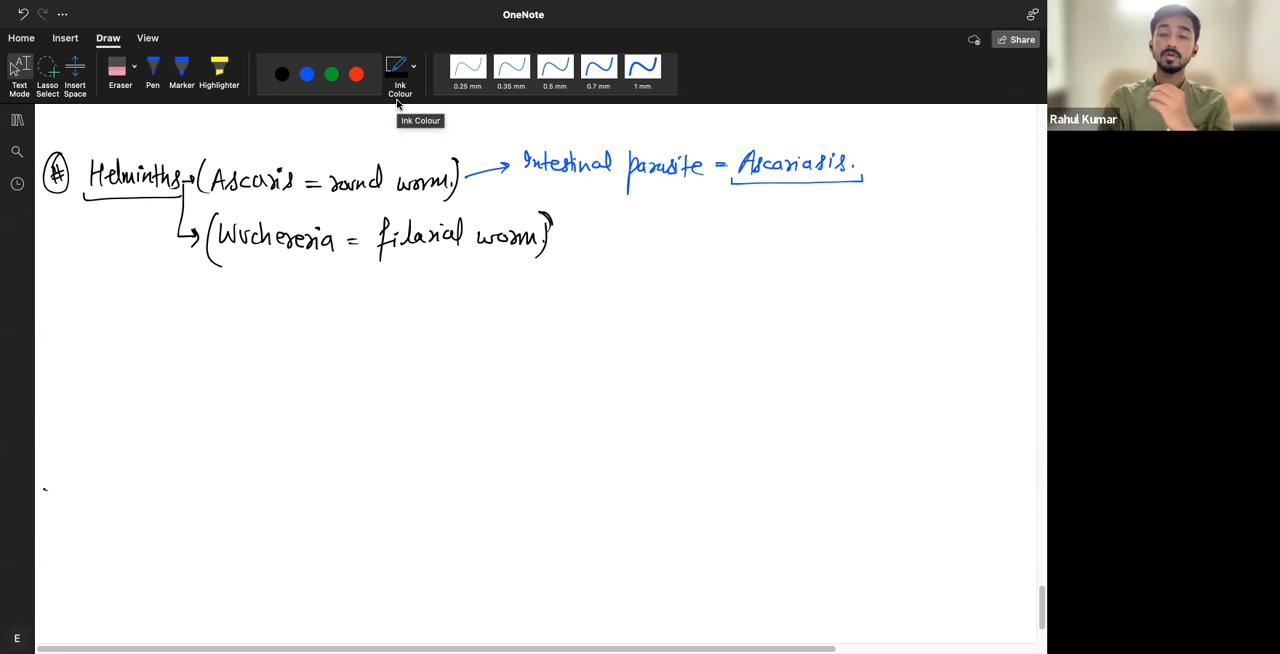 OneNote
Home Insert Draw View
Share
Text Mode
Lasso Select
Insert Space
Eraser
Pen
Marker
Highlighter
Ink Colour
0.25 mm
0.35 mm
0.5 mm
0.7 mm
1 mm
Ink Colour
Rahul Kumar
# Helminths → (Ascaris = round worm.) → Intestinal parasite = Ascariasis.
→ (Wuchereria = filarial worm.)
E